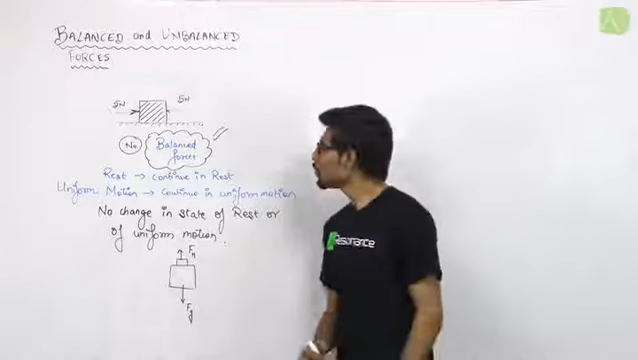 BALANCED and UNBALANCED
FORCES
5N 5N
No
Balanced
forces
Rest → continue in Rest
Uniform Motion → Continue in uniform motion
No change in state of Rest or
of uniform motion.
Fn
Fg
Resonance